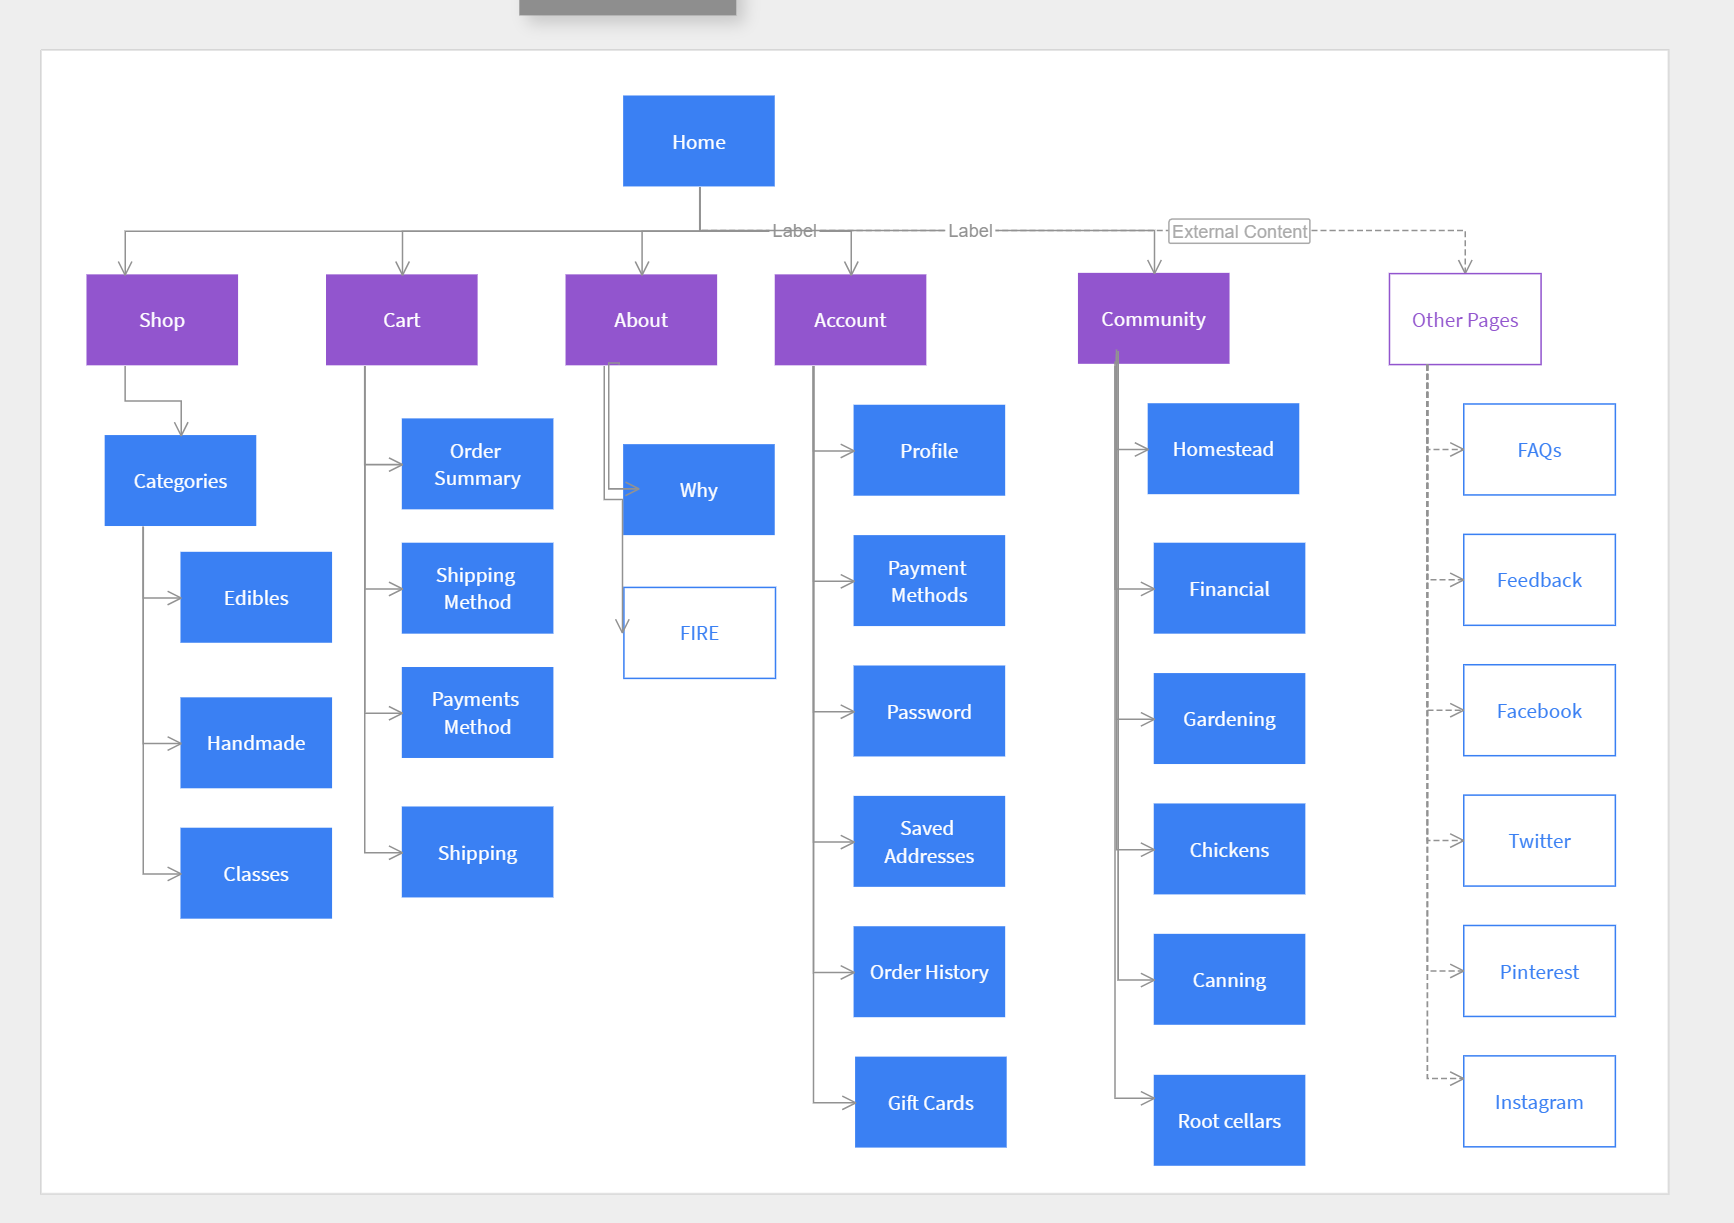 Home
Label
Label
External Content
Shop
Cart
About
Account
Community
Other Pages
Categories
Edibles
Handmade
Classes
Order
Summary
Shipping
Method
Payments
Method
Shipping
Why
FIRE
Profile
Payment
Methods
Password
Saved
Addresses
Order History
Gift Cards
Homestead
Financial
Gardening
Chickens
Canning
Root cellars
FAQs
Feedback
Facebook
Twitter
Pinterest
Instagram